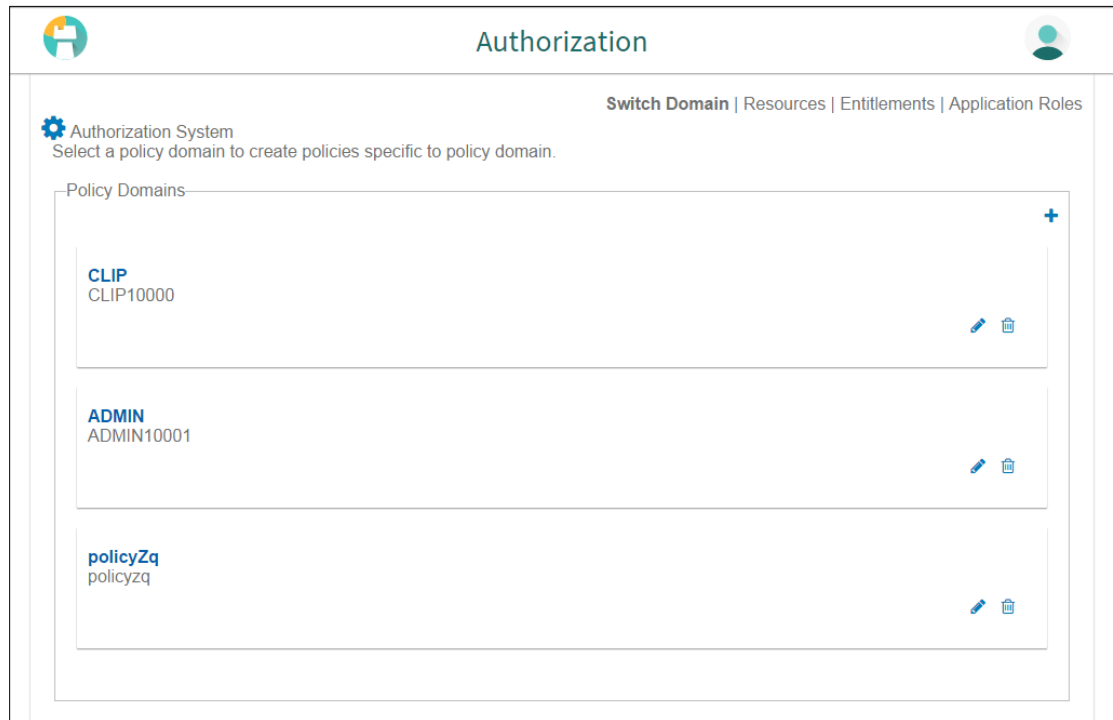 Authorization
Switch Domain | Resources | Entitlements | Application Roles
Authorization System
Select a policy domain to create policies specific to policy domain.
Policy Domains
CLIP
CLIP10000
ADMIN
ADMIN10001
policyZq
policyzq